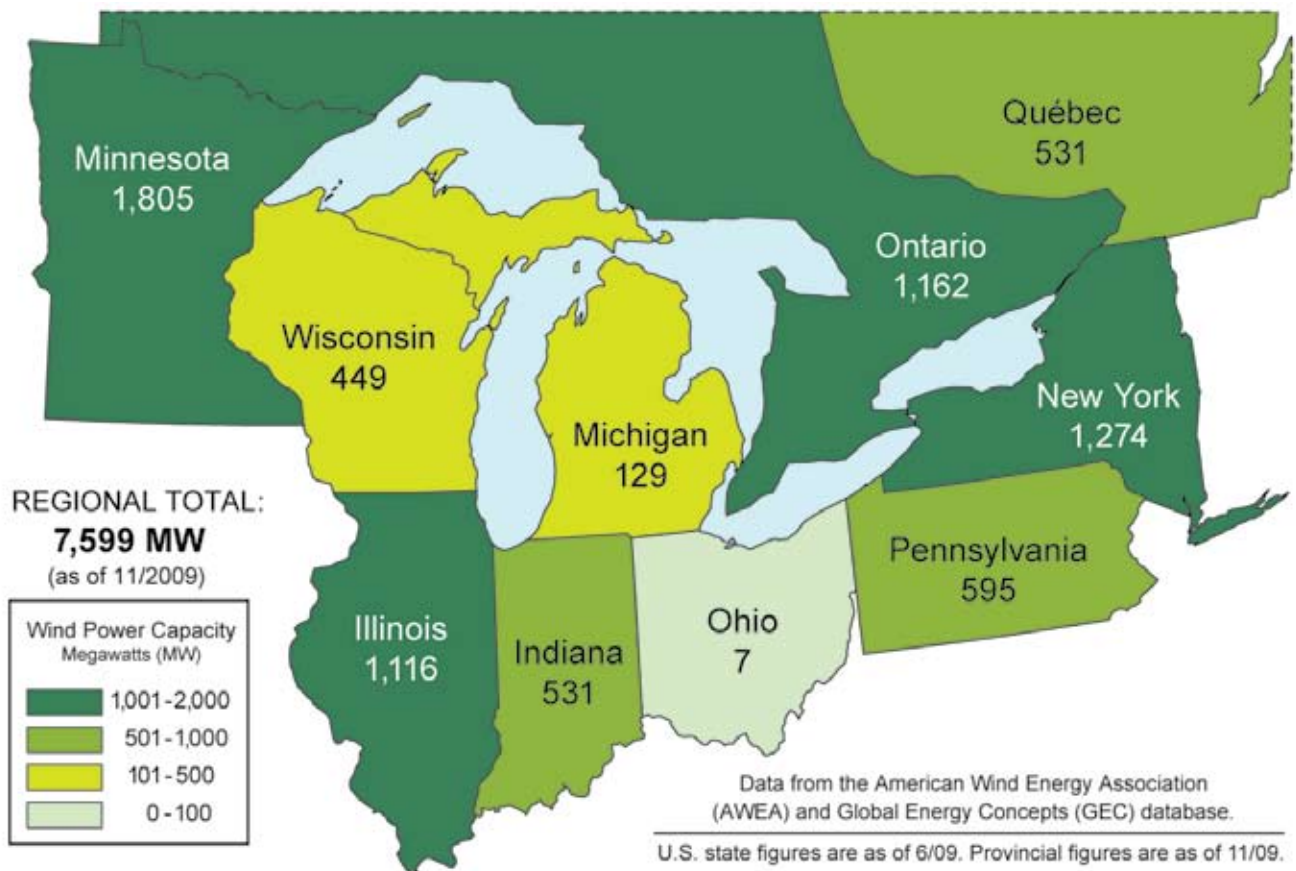 Québec
531
Minnesota
1,805
Ontario
1,162
Wisconsin
449
New York
1,274
Michigan
129
REGIONAL TOTAL:
7,599 MW
(as of 11/2009)
Pennsylvania
595
Illinois
1,116
Indiana
531
Ohio
7
Wind Power Capacity
Megawatts (MW)
1,001-2,000
501-1,000
101-500
0-100
Data from the American Wind Energy Association
(AWEA) and Global Energy Concepts (GEC) database.
U.S. state figures are as of 6/09. Provincial figures are as of 11/09.